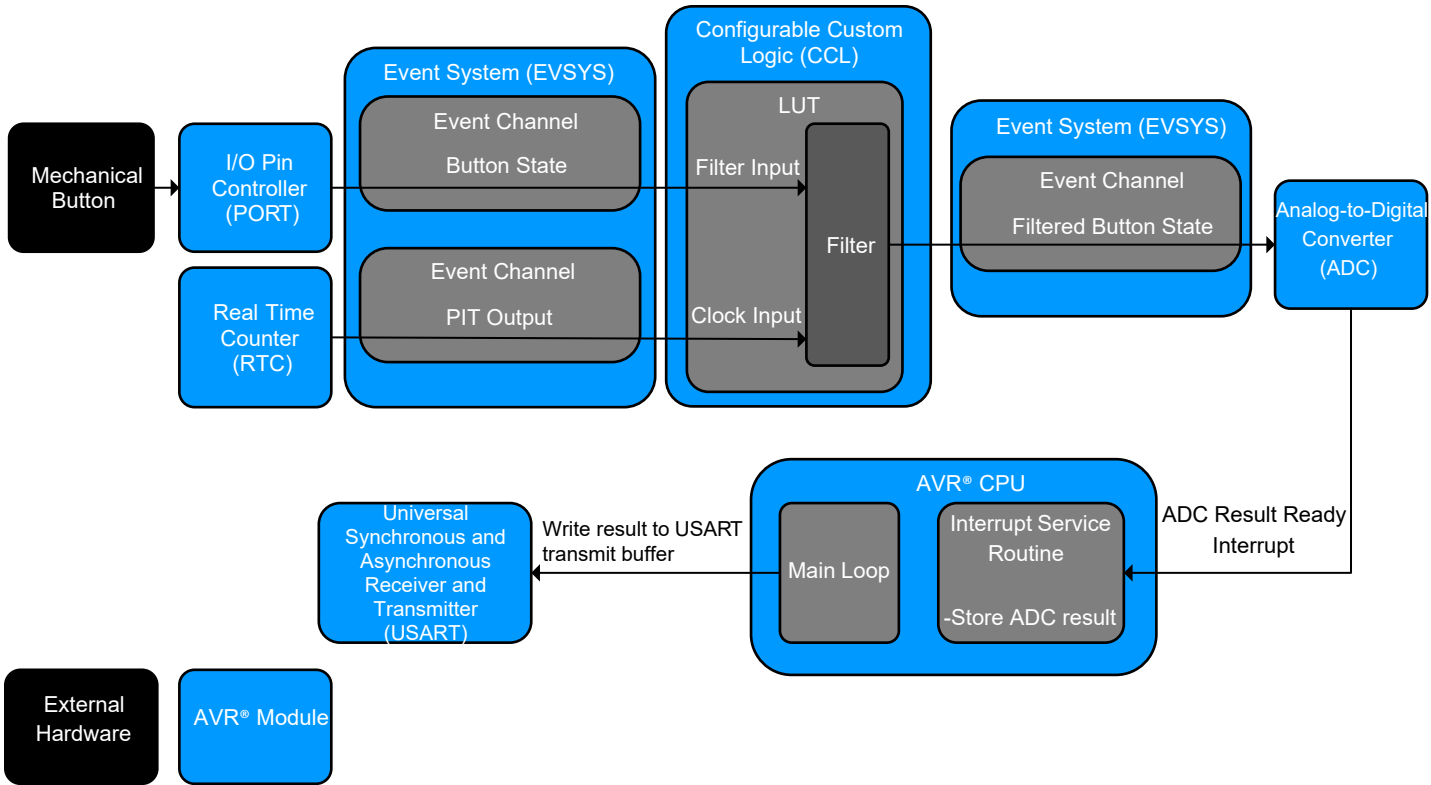 Mechanical
Button
I/O Pin
Controller
(PORT)
Real Time
Counter
(RTC)
Event System (EVSYS)
Event Channel
Button State
Event Channel
PIT Output
Configurable Custom
Logic (CCL)
LUT
Filter Input
Filter
Clock Input
Event System (EVSYS)
Event Channel
Filtered Button State
Analog-to-Digital
Converter
(ADC)
ADC Result Ready
Interrupt
AVR® CPU
Interrupt Service
Routine
-Store ADC result
Main Loop
Write result to USART
transmit buffer
Universal
Synchronous and
Asynchronous
Receiver and
Transmitter
(USART)
External
Hardware
AVR® Module